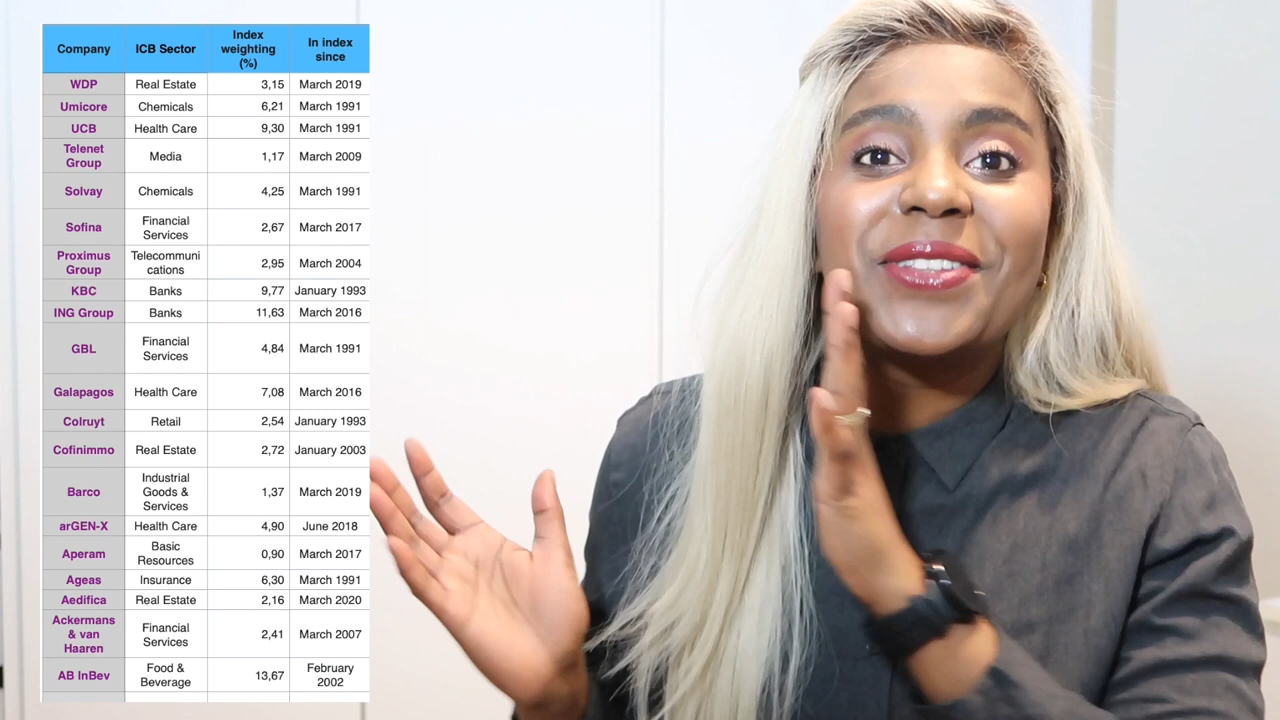 Company ICB Sector Index weighting (%) In index since
WDP Real Estate 3,15 March 2019
Umicore Chemicals 6,21 March 1991
UCB Health Care 9,30 March 1991
Telenet Group Media 1,17 March 2009
Solvay Chemicals 4,25 March 1991
Sofina Financial Services 2,67 March 2017
Proximus Group Telecommunications 2,95 March 2004
KBC Banks 9,77 January 1993
ING Group Banks 11,63 March 2016
GBL Financial Services 4,84 March 1991
Galapagos Health Care 7,08 March 2016
Colruyt Retail 2,54 January 1993
Cofinimmo Real Estate 2,72 January 2003
Barco Industrial Goods & Services 1,37 March 2019
arGEN-X Health Care 4,90 June 2018
Aperam Basic Resources 0,90 March 2017
Ageas Insurance 6,30 March 1991
Aedifica Real Estate 2,16 March 2020
Ackermans & van Haaren Financial Services 2,41 March 2007
AB InBev Food & Beverage 13,67 February 2002